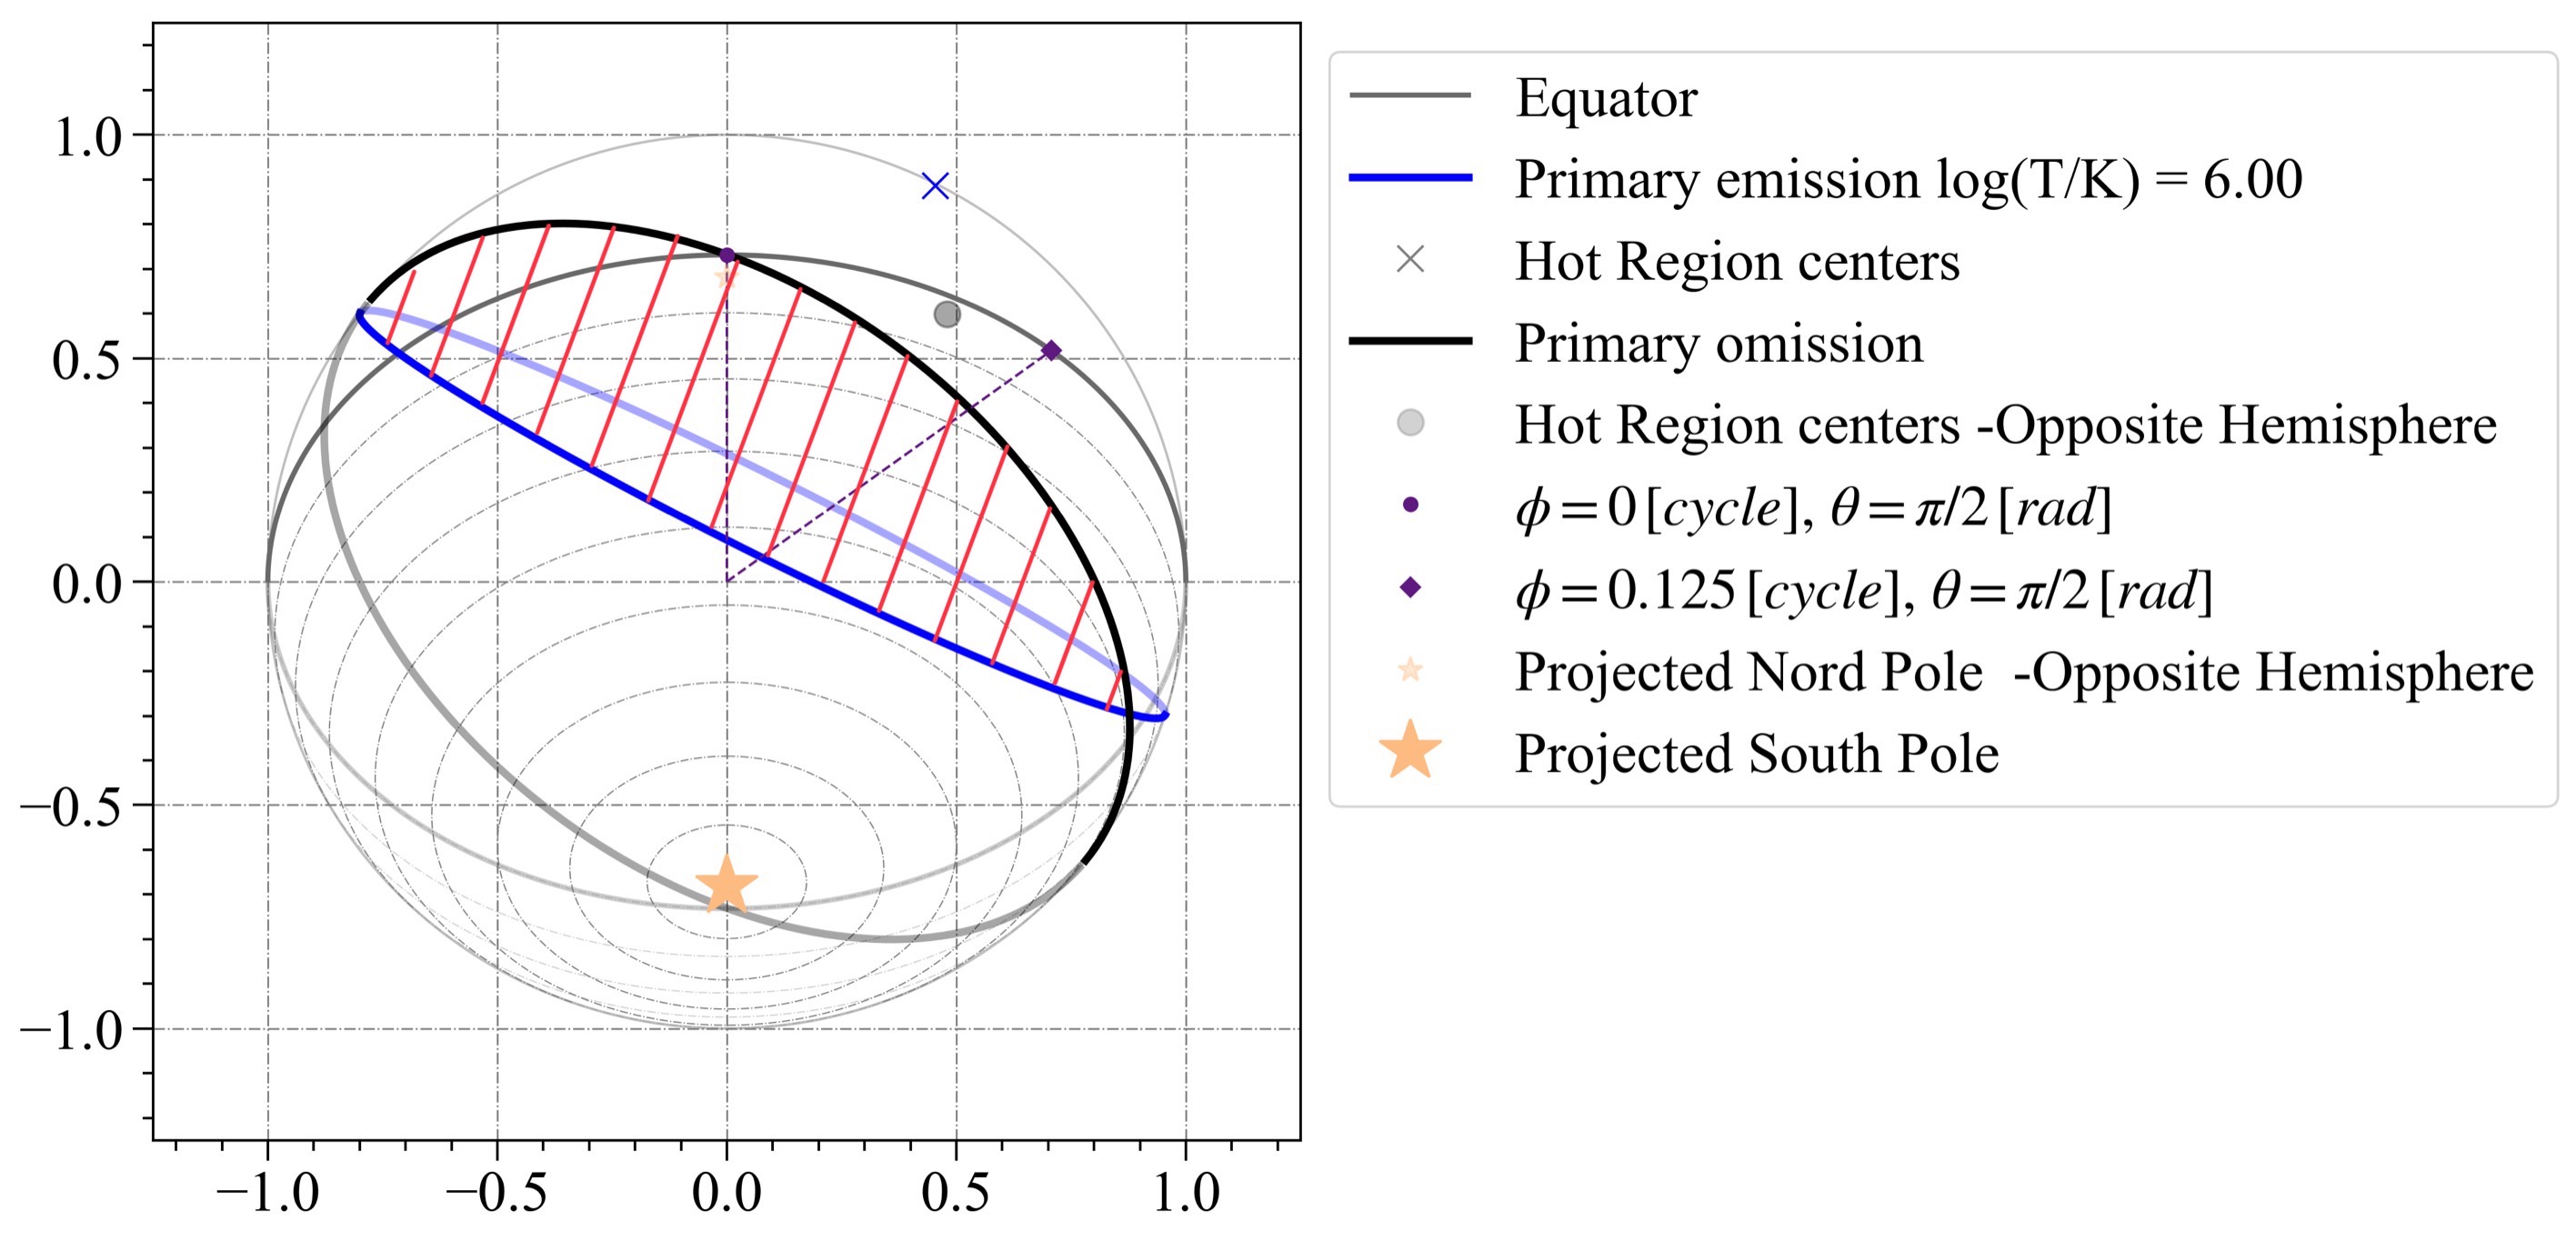 1.0
0.5
0.0
−0.5
−1.0
−1.0 −0.5 0.0 0.5 1.0
Equator
Primary emission log(T/K) = 6.00
Hot Region centers
Primary omission
Hot Region centers -Opposite Hemisphere
ϕ = 0 [cycle], θ = π/2 [rad]
ϕ = 0.125 [cycle], θ = π/2 [rad]
Projected Nord Pole -Opposite Hemisphere
Projected South Pole